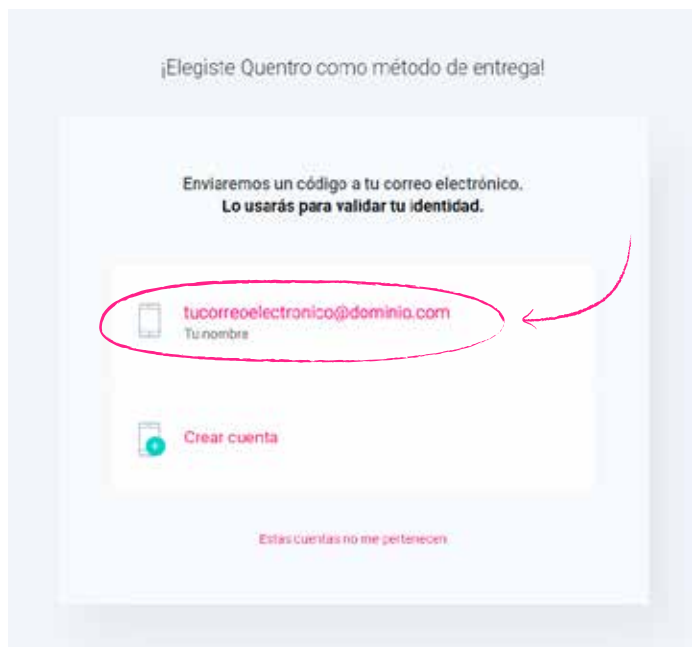 ¡Elegiste Quentro como método de entrega!
Enviaremos un código a tu correo electrónico.
Lo usarás para validar tu identidad.
tucorreoelectronico@dominio.com
Tu nombre
Crear cuenta
Estas cuentas no me pertenecen